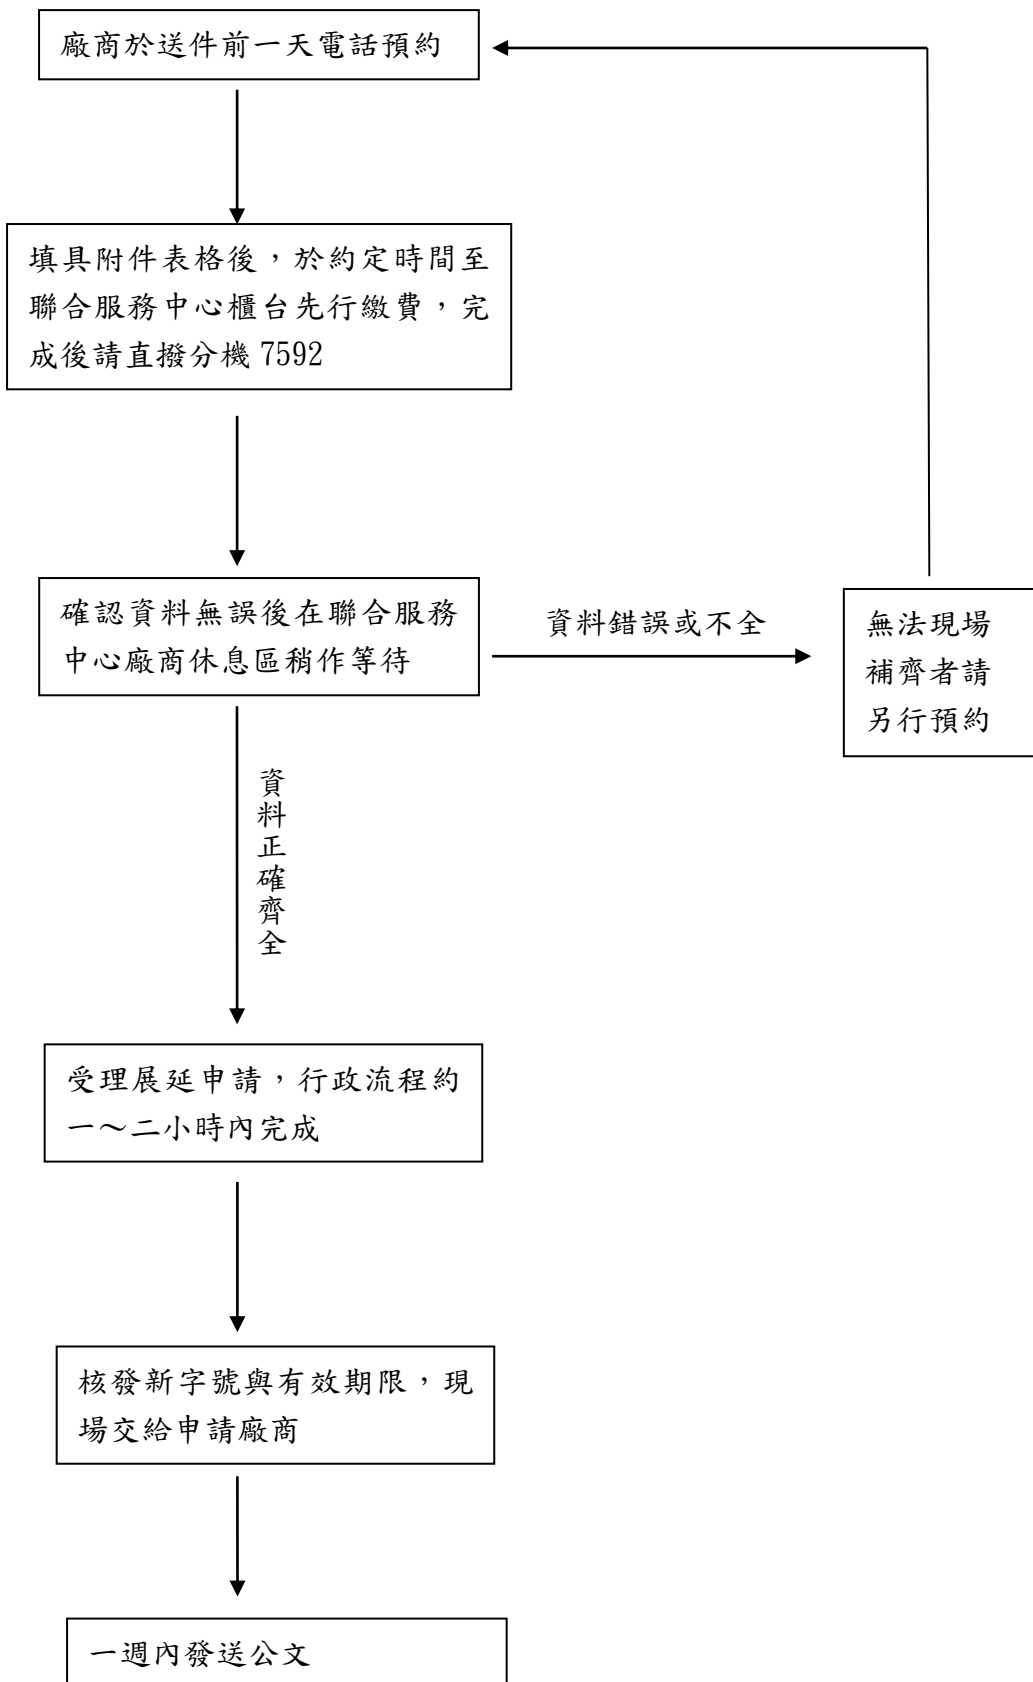 廠商於送件前一天電話預約
填具附件表格後，於約定時間至
聯合服務中心櫃台先行繳費，完
成後請直撥分機 7592
確認資料無誤後在聯合服務
中心廠商休息區稍作等待
資料錯誤或不全
無法現場
補齊者請
另行預約
資料正確齊全
受理展延申請，行政流程約
一～二小時內完成
核發新字號與有效期限，現
場交給申請廠商
一週內發送公文